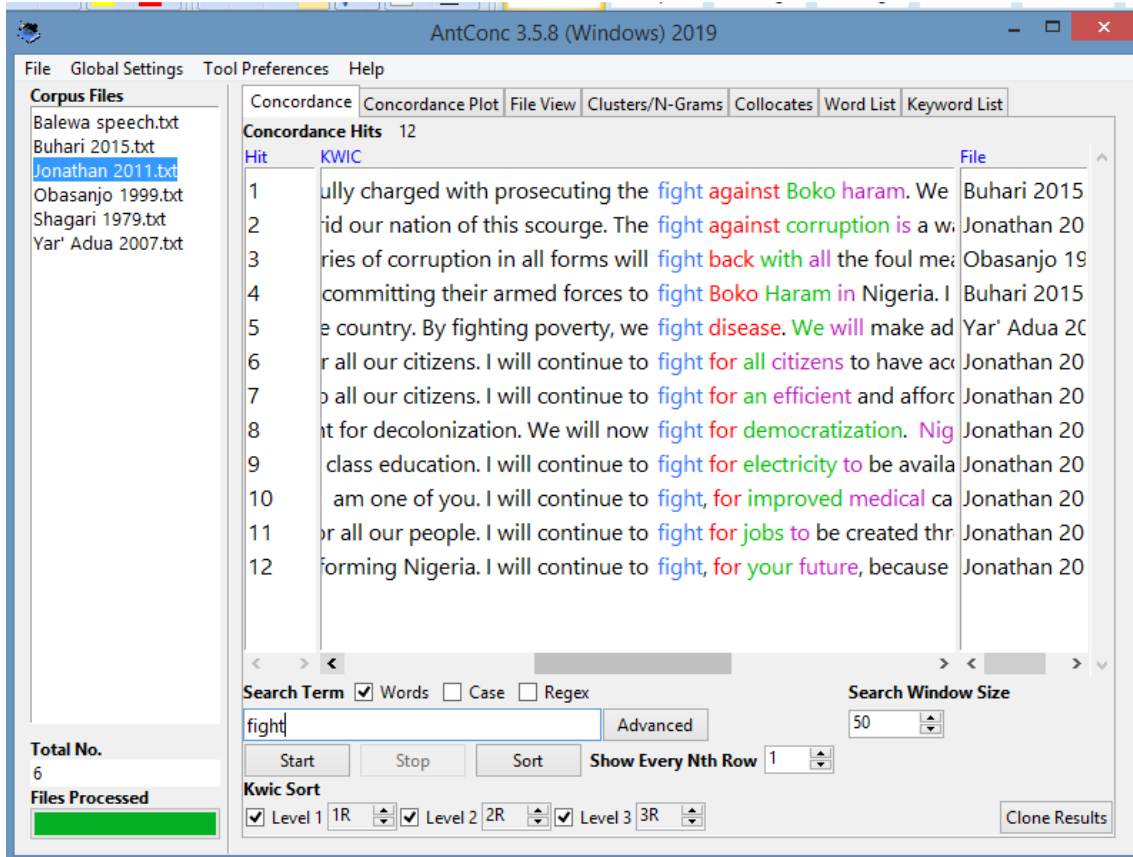 AntConc 3.5.8 (Windows) 2019
File Global Settings Tool Preferences Help
Corpus Files
Balewa speech.txt
Buhari 2015.txt
Jonathan 2011.txt
Obasanjo 1999.txt
Shagari 1979.txt
Yar' Adua 2007.txt
Total No.
6
Files Processed
Concordance Concordance Plot File View Clusters/N-Grams Collocates Word List Keyword List
Concordance Hits 12
Hit KWIC File
1 ully charged with prosecuting the fight against Boko haram. We Buhari 2015.
2 rid our nation of this scourge. The fight against corruption is a wa Jonathan 20
3 ries of corruption in all forms will fight back with all the foul mea Obasanjo 19
4 committing their armed forces to fight Boko Haram in Nigeria. I Buhari 2015.
5 e country. By fighting poverty, we fight disease. We will make ad Yar' Adua 20
6 r all our citizens. I will continue to fight for all citizens to have acc Jonathan 20
7 o all our citizens. I will continue to fight for an efficient and afford Jonathan 20
8 nt for decolonization. We will now fight for democratization. Nig Jonathan 20
9 class education. I will continue to fight for electricity to be availa Jonathan 20
10 am one of you. I will continue to fight, for improved medical ca Jonathan 20
11 or all our people. I will continue to fight for jobs to be created thr Jonathan 20
12 forming Nigeria. I will continue to fight, for your future, because Jonathan 20
Search Term Words Case Regex Search Window Size
fight Advanced 50
Start Stop Sort Show Every Nth Row 1
Kwic Sort
Level 1 1R Level 2 2R Level 3 3R Clone Results